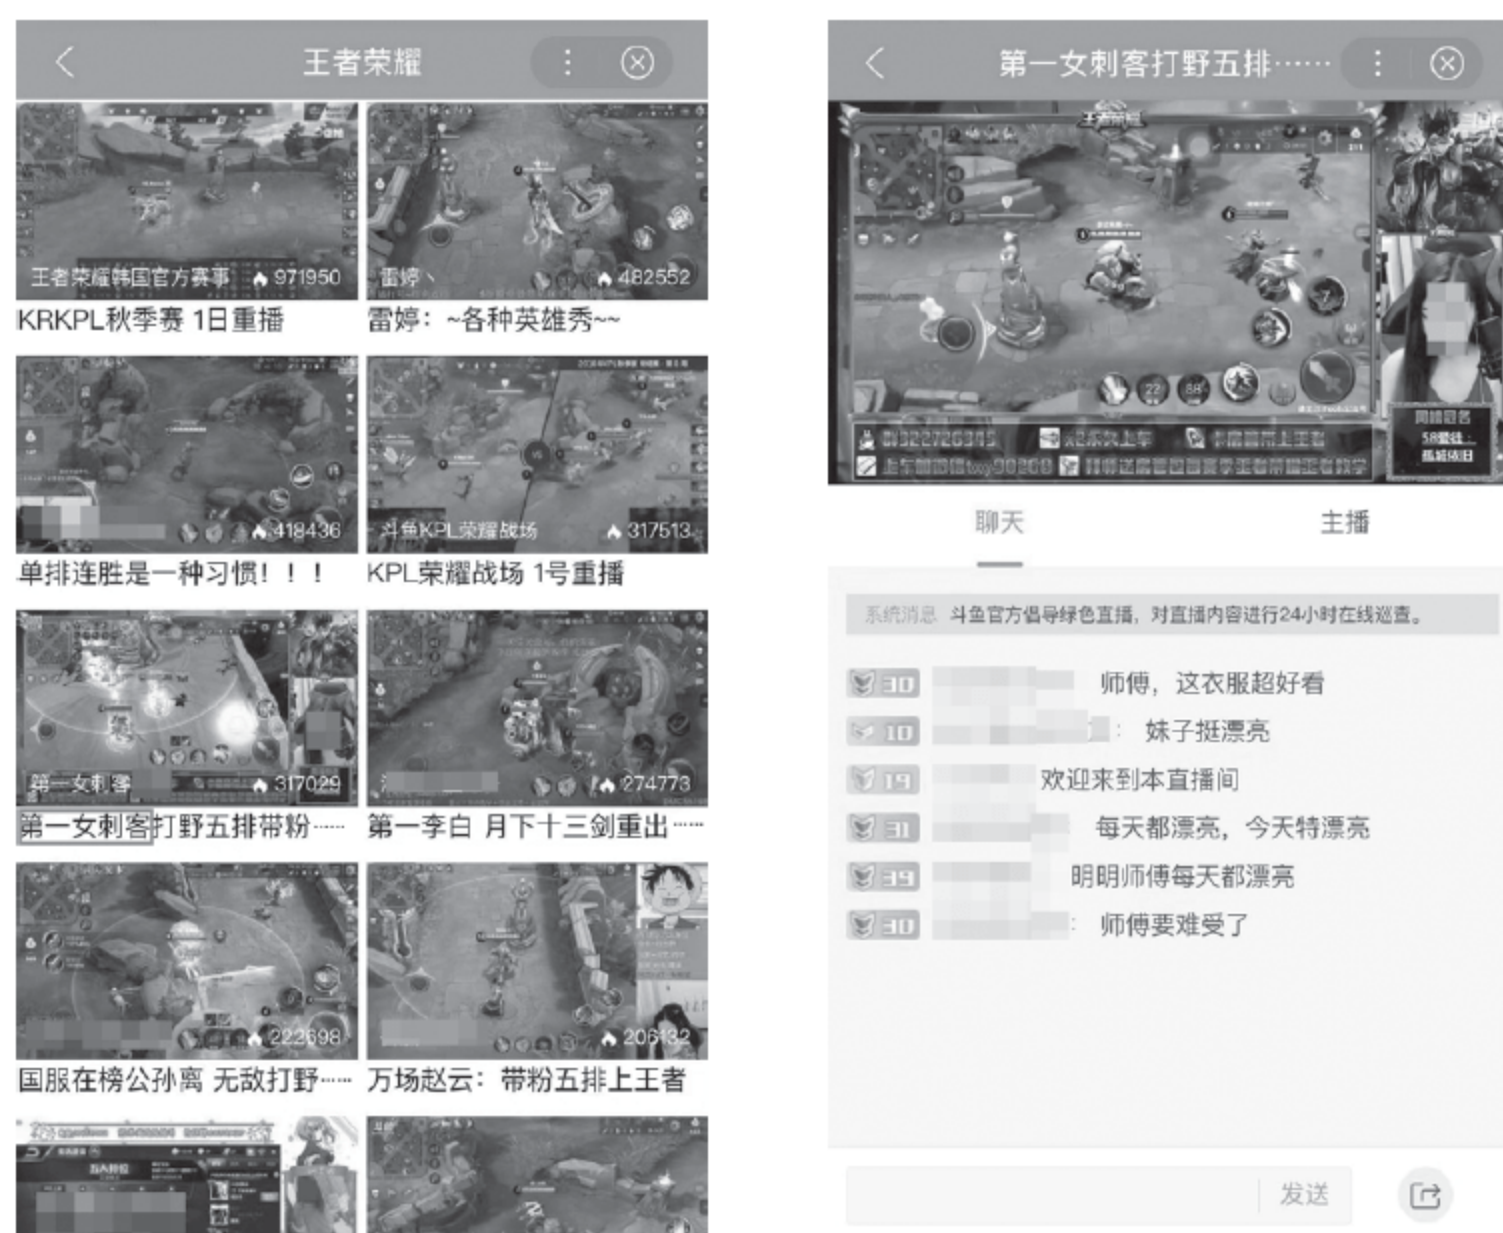 王者荣耀
王者荣耀韩国官方赛事 971950
KRKPL秋季赛 1日重播
雷婷丶 482552
雷婷：~各种英雄秀~~
418436
单排连胜是一种习惯！！！
斗鱼KPL荣耀战场 317513
KPL荣耀战场 1号重播
第一女刺客 317029
第一女刺客打野五排带粉……
274773
第一李白 月下十三剑重出……
222698
国服在榜公孙离 无敌打野……
206132
万场赵云：带粉五排上王者
第一女刺客打野五排……
王者荣耀
22
88
聊天
主播
系统消息 斗鱼官方倡导绿色直播，对直播内容进行24小时在线巡查。
30 师傅，这衣服超好看
10 ： 妹子挺漂亮
19 欢迎来到本直播间
31 每天都漂亮，今天特漂亮
39 明明师傅每天都漂亮
30 ： 师傅要难受了
发送